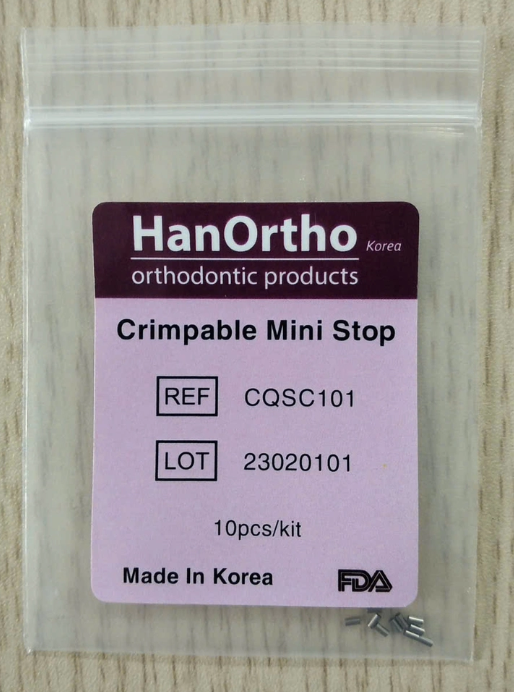 HanOrtho Korea
orthodontic products
Crimpable Mini Stop
REF CQSC101
LOT 23020101
10pcs/kit
Made In Korea FDA